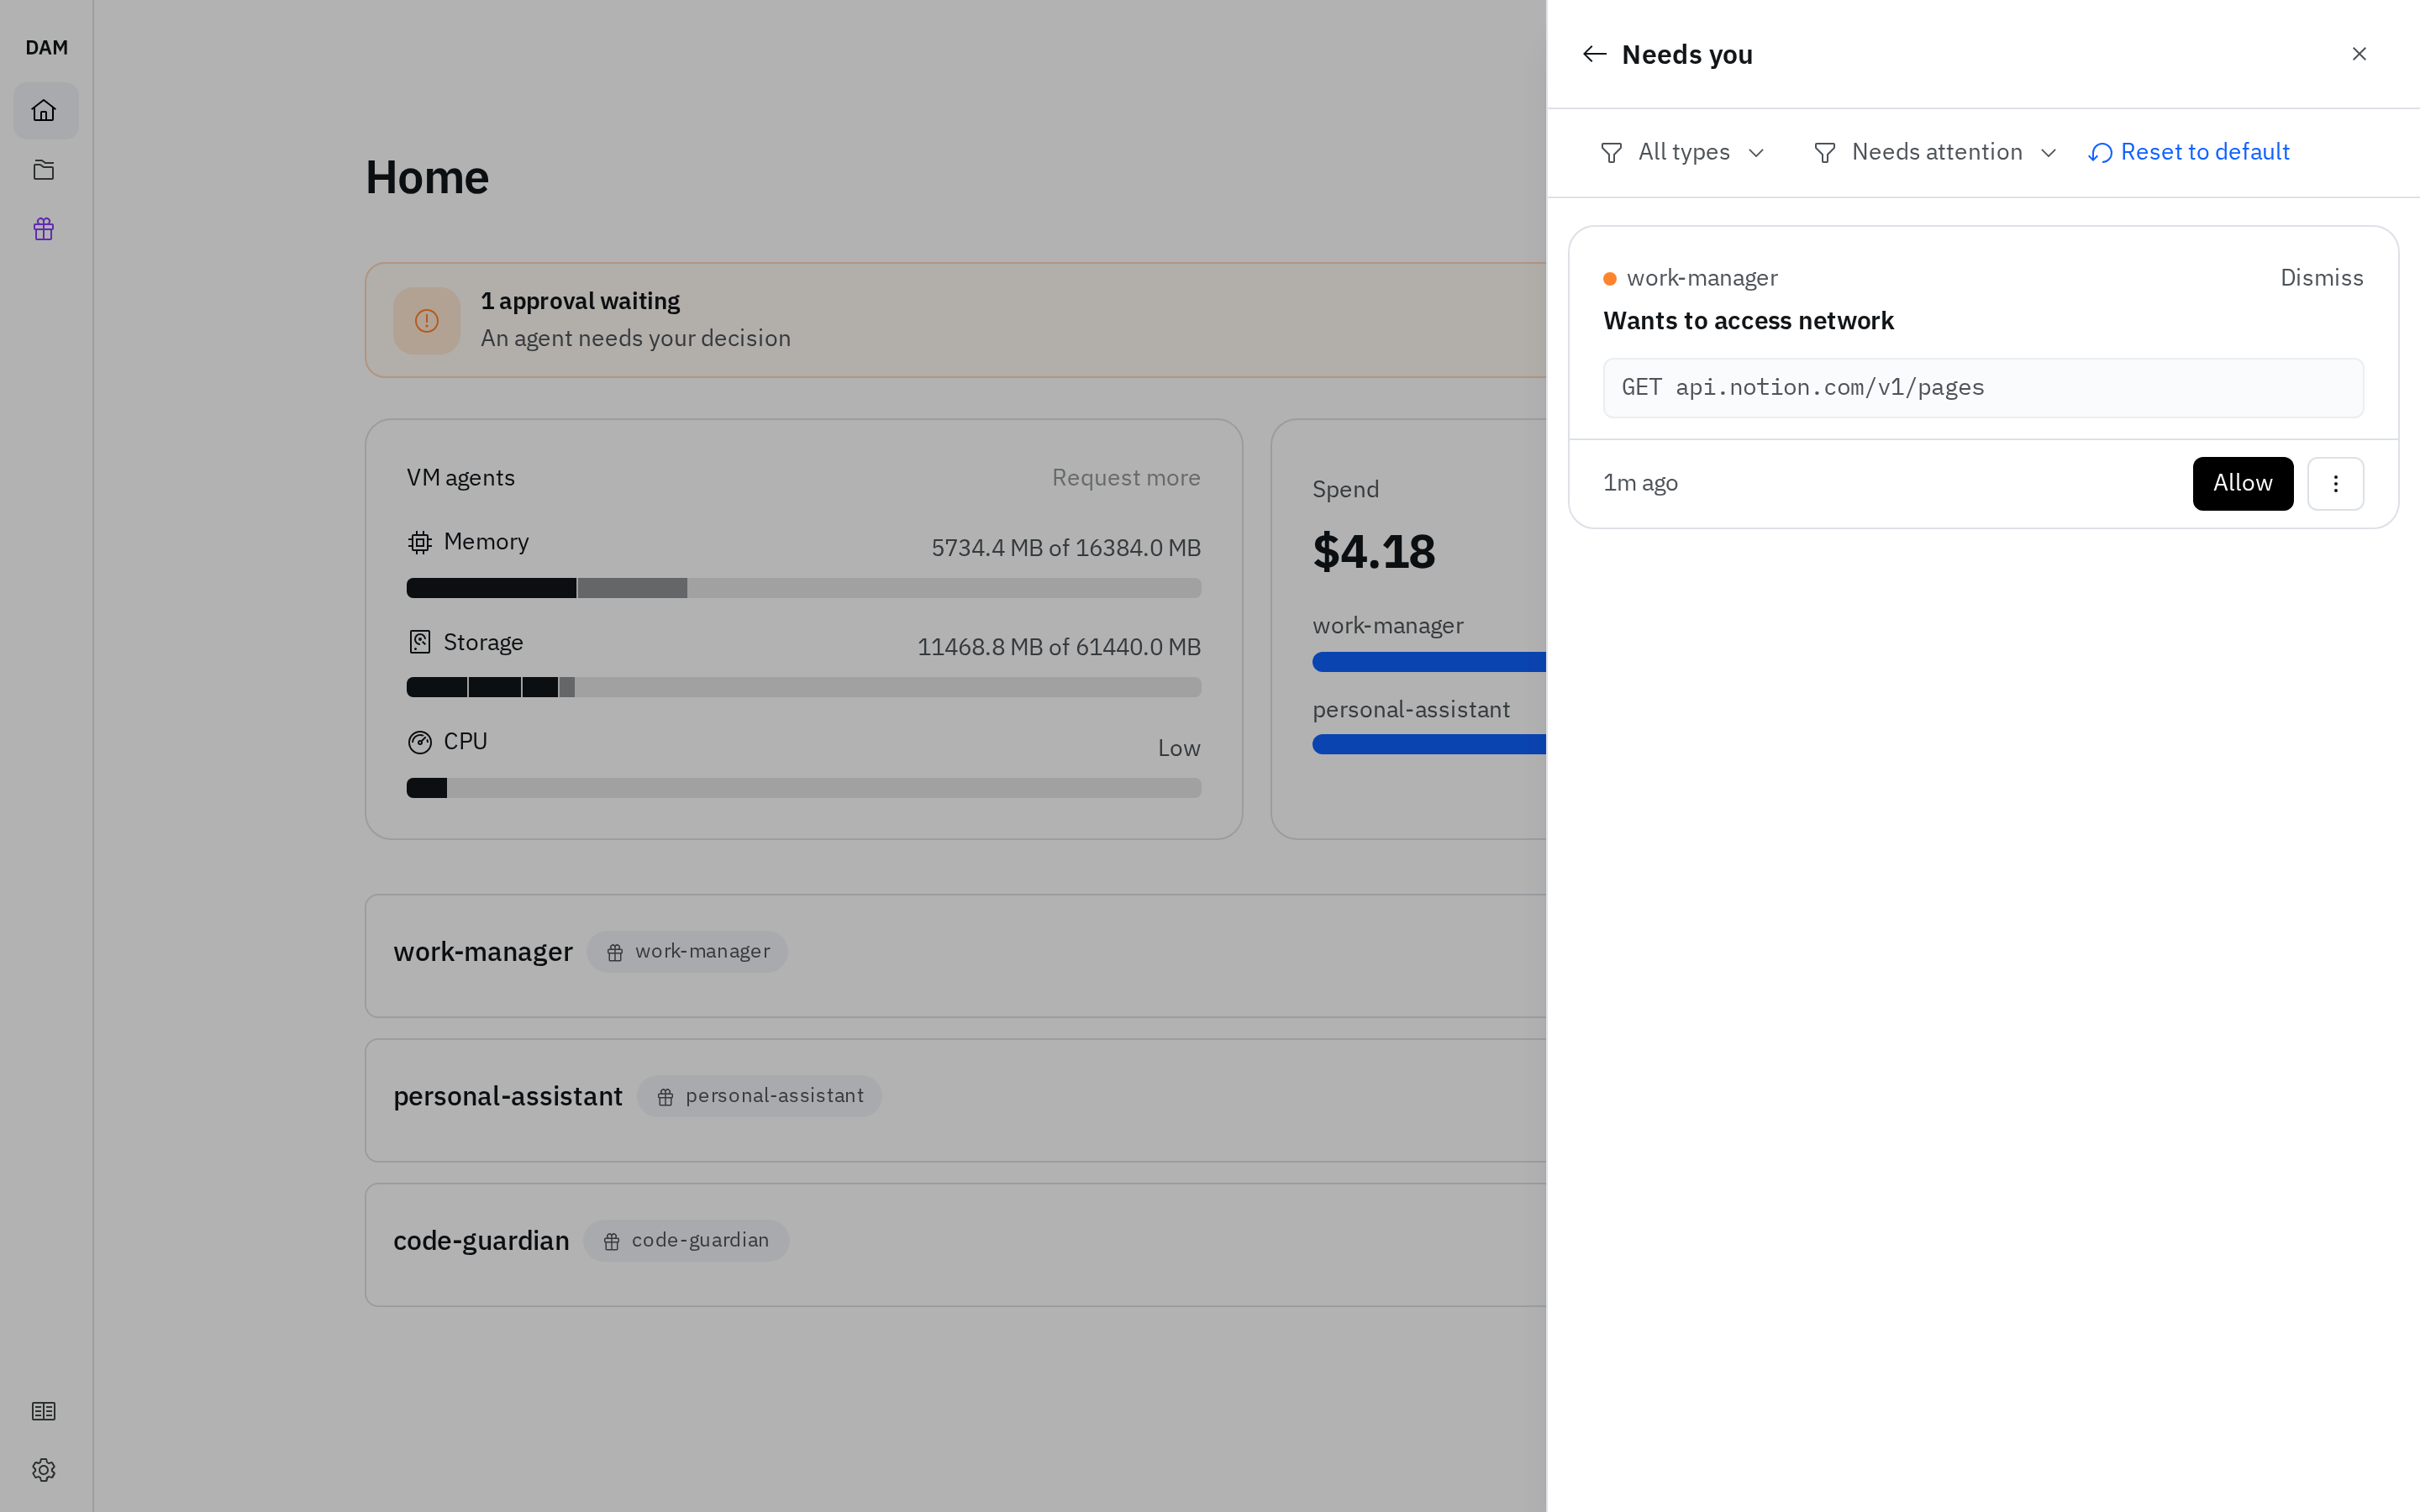 DAM
Home
1 approval waiting
An agent needs your decision
VM agents
Request more
Memory
5734.4 MB of 16384.0 MB
Storage
11468.8 MB of 61440.0 MB
CPU
Low
Spend
$4.18
work-manager
personal-assistant
work-manager
work-manager
personal-assistant
personal-assistant
code-guardian
code-guardian
Needs you
All types
Needs attention
Reset to default
work-manager
Dismiss
Wants to access network
GET api.notion.com/v1/pages
1m ago
Allow